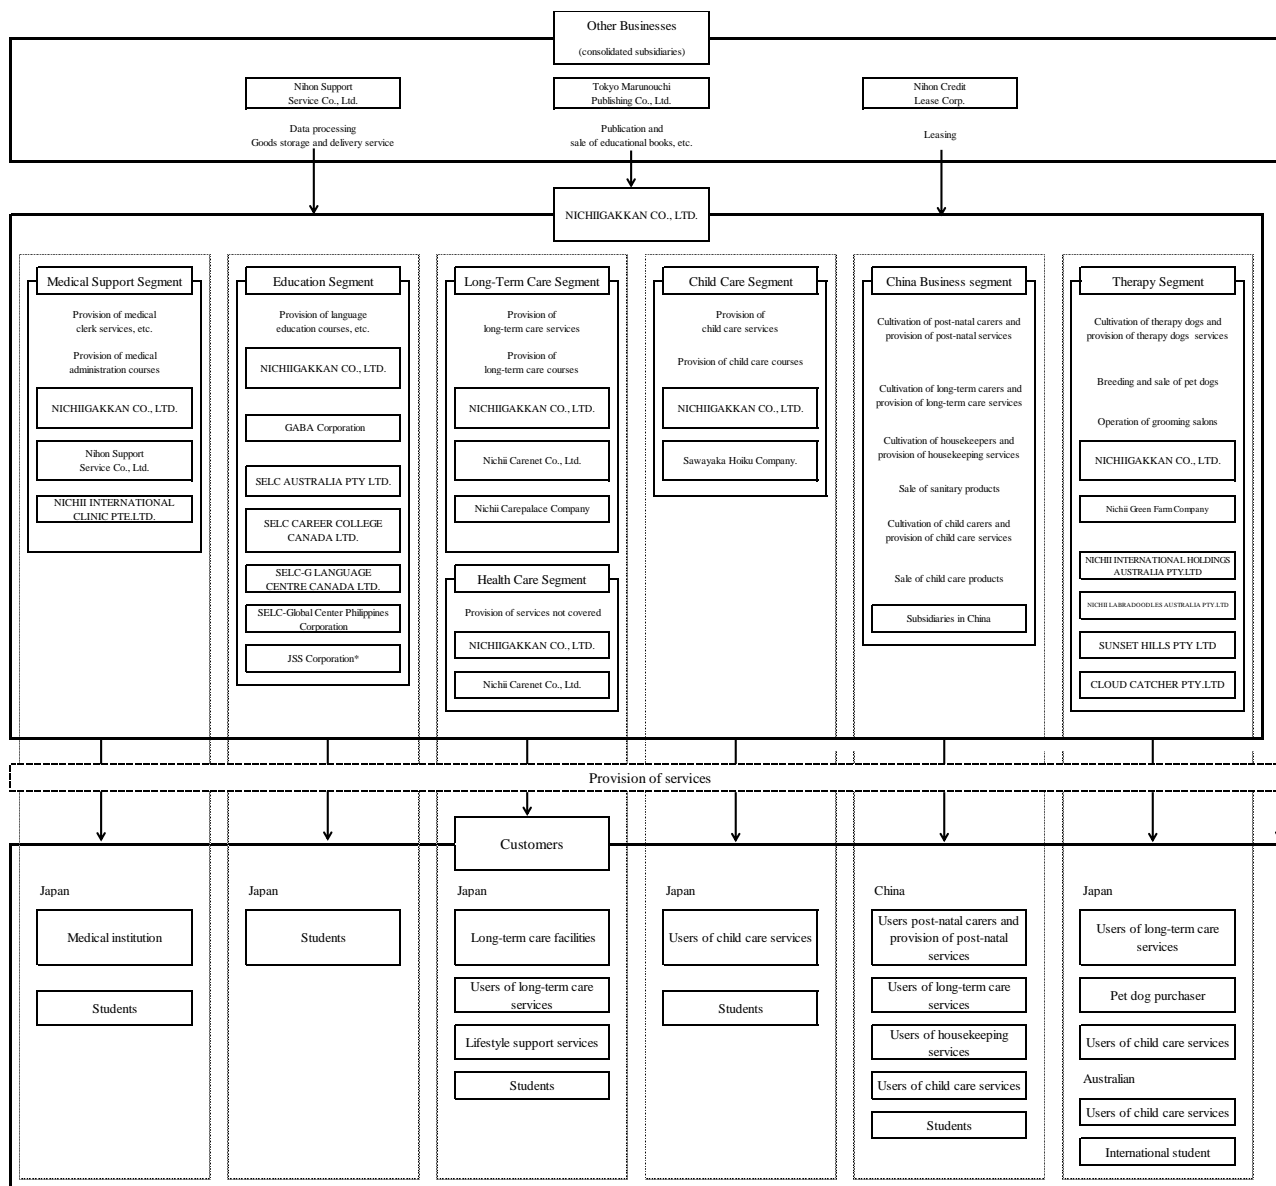 Other Businesses
(consolidated subsidiaries)
Nihon Support
Service Co., Ltd.
Data processing
Goods storage and delivery service
Tokyo Marunouchi
Publishing Co., Ltd.
Publication and
sale of educational books, etc.
Nihon Credit
Lease Corp.
Leasing
NICHIIGAKKAN CO., LTD.
Medical Support Segment
Provision of medical
clerk services, etc.
Provision of medical
administration courses
NICHIIGAKKAN CO., LTD.
Nihon Support
Service Co., Ltd.
NICHII INTERNATIONAL
CLINIC PTE.LTD.
Education Segment
Provision of language
education courses, etc.
NICHIIGAKKAN CO., LTD.
GABA Corporation
SELC AUSTRALIA PTY LTD.
SELC CAREER COLLEGE
CANADA LTD.
SELC-G LANGUAGE
CENTRE CANADA LTD.
SELC-Global Center Philippines
Corporation
JSS Corporation*
Long-Term Care Segment
Provision of
long-term care services
Provision of
long-term care courses
NICHIIGAKKAN CO., LTD.
Nichii Carenet Co., Ltd.
Nichii Carepalace Company
Health Care Segment
Provision of services not covered
NICHIIGAKKAN CO., LTD.
Nichii Carenet Co., Ltd.
Child Care Segment
Provision of
child care services
Provision of child care courses
NICHIIGAKKAN CO., LTD.
Sawayaka Hoiku Company.
China Business segment
Cultivation of post-natal carers and
provision of post-natal services
Cultivation of long-term carers and
provision of long-term care services
Cultivation of housekeepers and
provision of housekeeping services
Sale of sanitary products
Cultivation of child carers and
provision of child care services
Sale of child care products
Subsidiaries in China
Therapy Segment
Cultivation of therapy dogs and
provision of therapy dogs services
Breeding and sale of pet dogs
Operation of grooming salons
NICHIIGAKKAN CO., LTD.
Nichii Green Farm Company
NICHII INTERNATIONAL HOLDINGS
AUSTRALIA PTY.LTD
NICHII LABRADOODLES AUSTRALIA PTY.LTD
SUNSET HILLS PTY LTD
CLOUD CATCHER PTY.LTD
Provision of services
Customers
Japan
Medical institution
Students
Japan
Students
Japan
Long-term care facilities
Users of long-term care
services
Lifestyle support services
Students
Japan
Users of child care services
Students
China
Users post-natal carers and
provision of post-natal
services
Users of long-term care
services
Users of housekeeping
services
Users of child care services
Students
Japan
Users of long-term care
services
Pet dog purchaser
Users of child care services
Australian
Users of child care services
International student